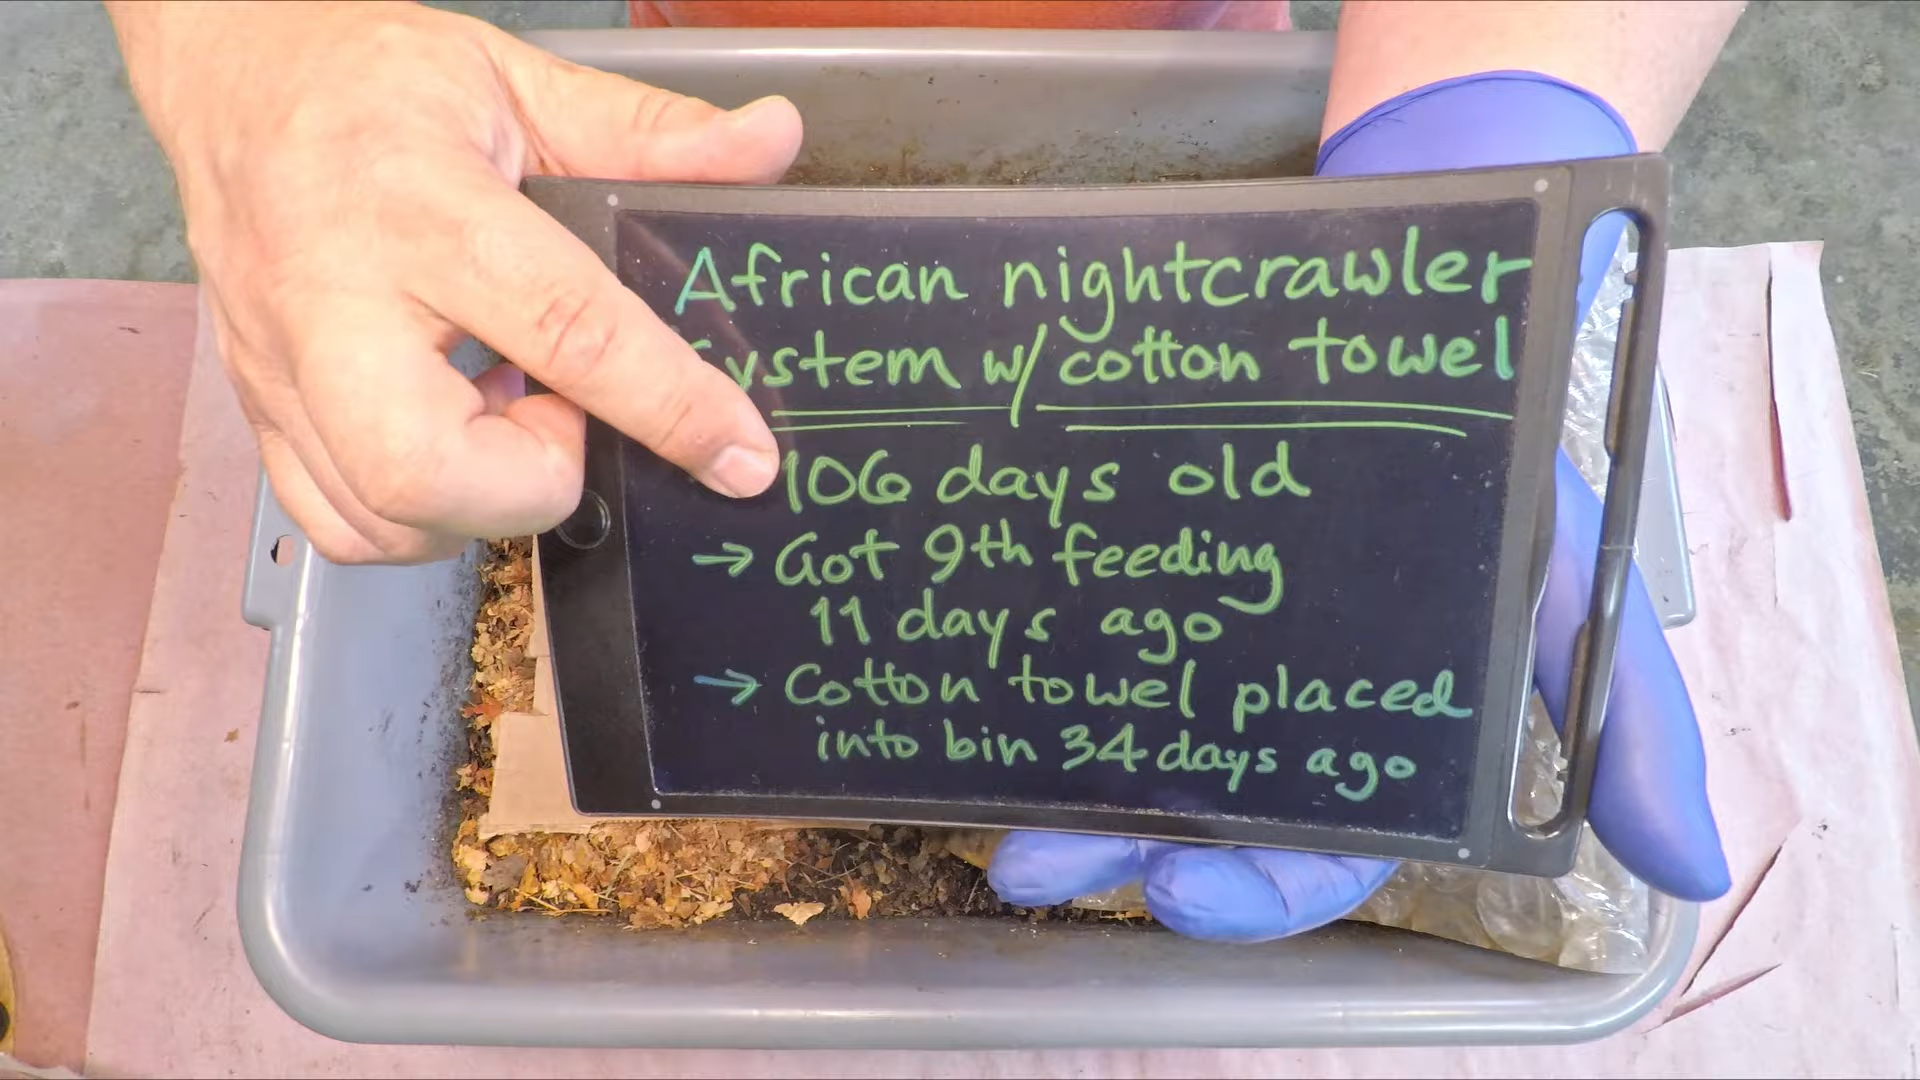 African nightcrawler
System w/ cotton towel
106 days old
→ Got 9th feeding
11 days ago
→ Cotton towel placed
into bin 34 days ago